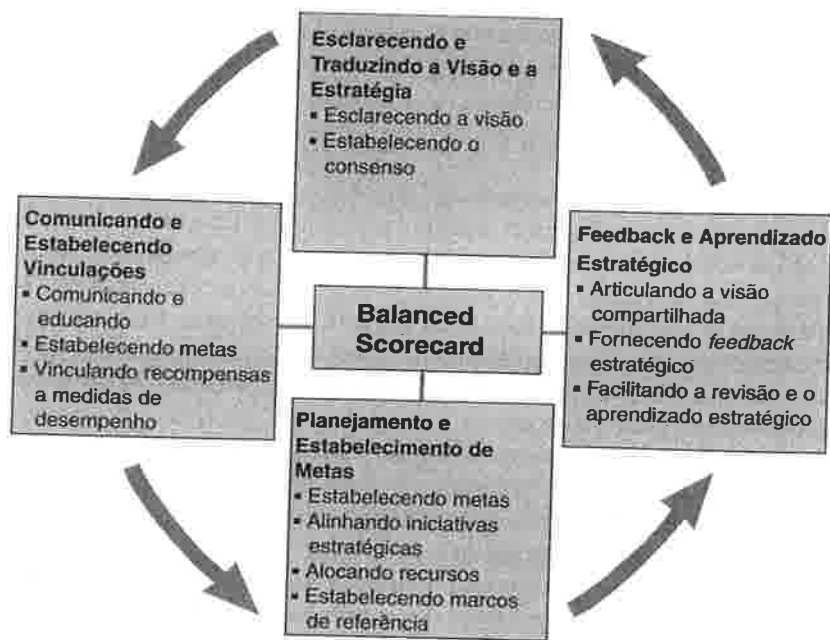 Esclarecendo e
Traduzindo a Visão e a
Estratégia
▪ Esclarecendo a visão
▪ Estabelecendo o
consenso
Comunicando e
Estabelecendo
Vinculações
▪ Comunicando e
educando
▪ Estabelecendo metas
▪ Vinculando recompensas
a medidas de
desempenho
Balanced
Scorecard
Feedback e Aprendizado
Estratégico
▪ Articulando a visão
compartilhada
▪ Fornecendo feedback
estratégico
▪ Facilitando a revisão e o
aprendizado estratégico
Planejamento e
Estabelecimento de
Metas
▪ Estabelecendo metas
▪ Alinhando iniciativas
estratégicas
▪ Alocando recursos
▪ Estabelecendo marcos
de referência